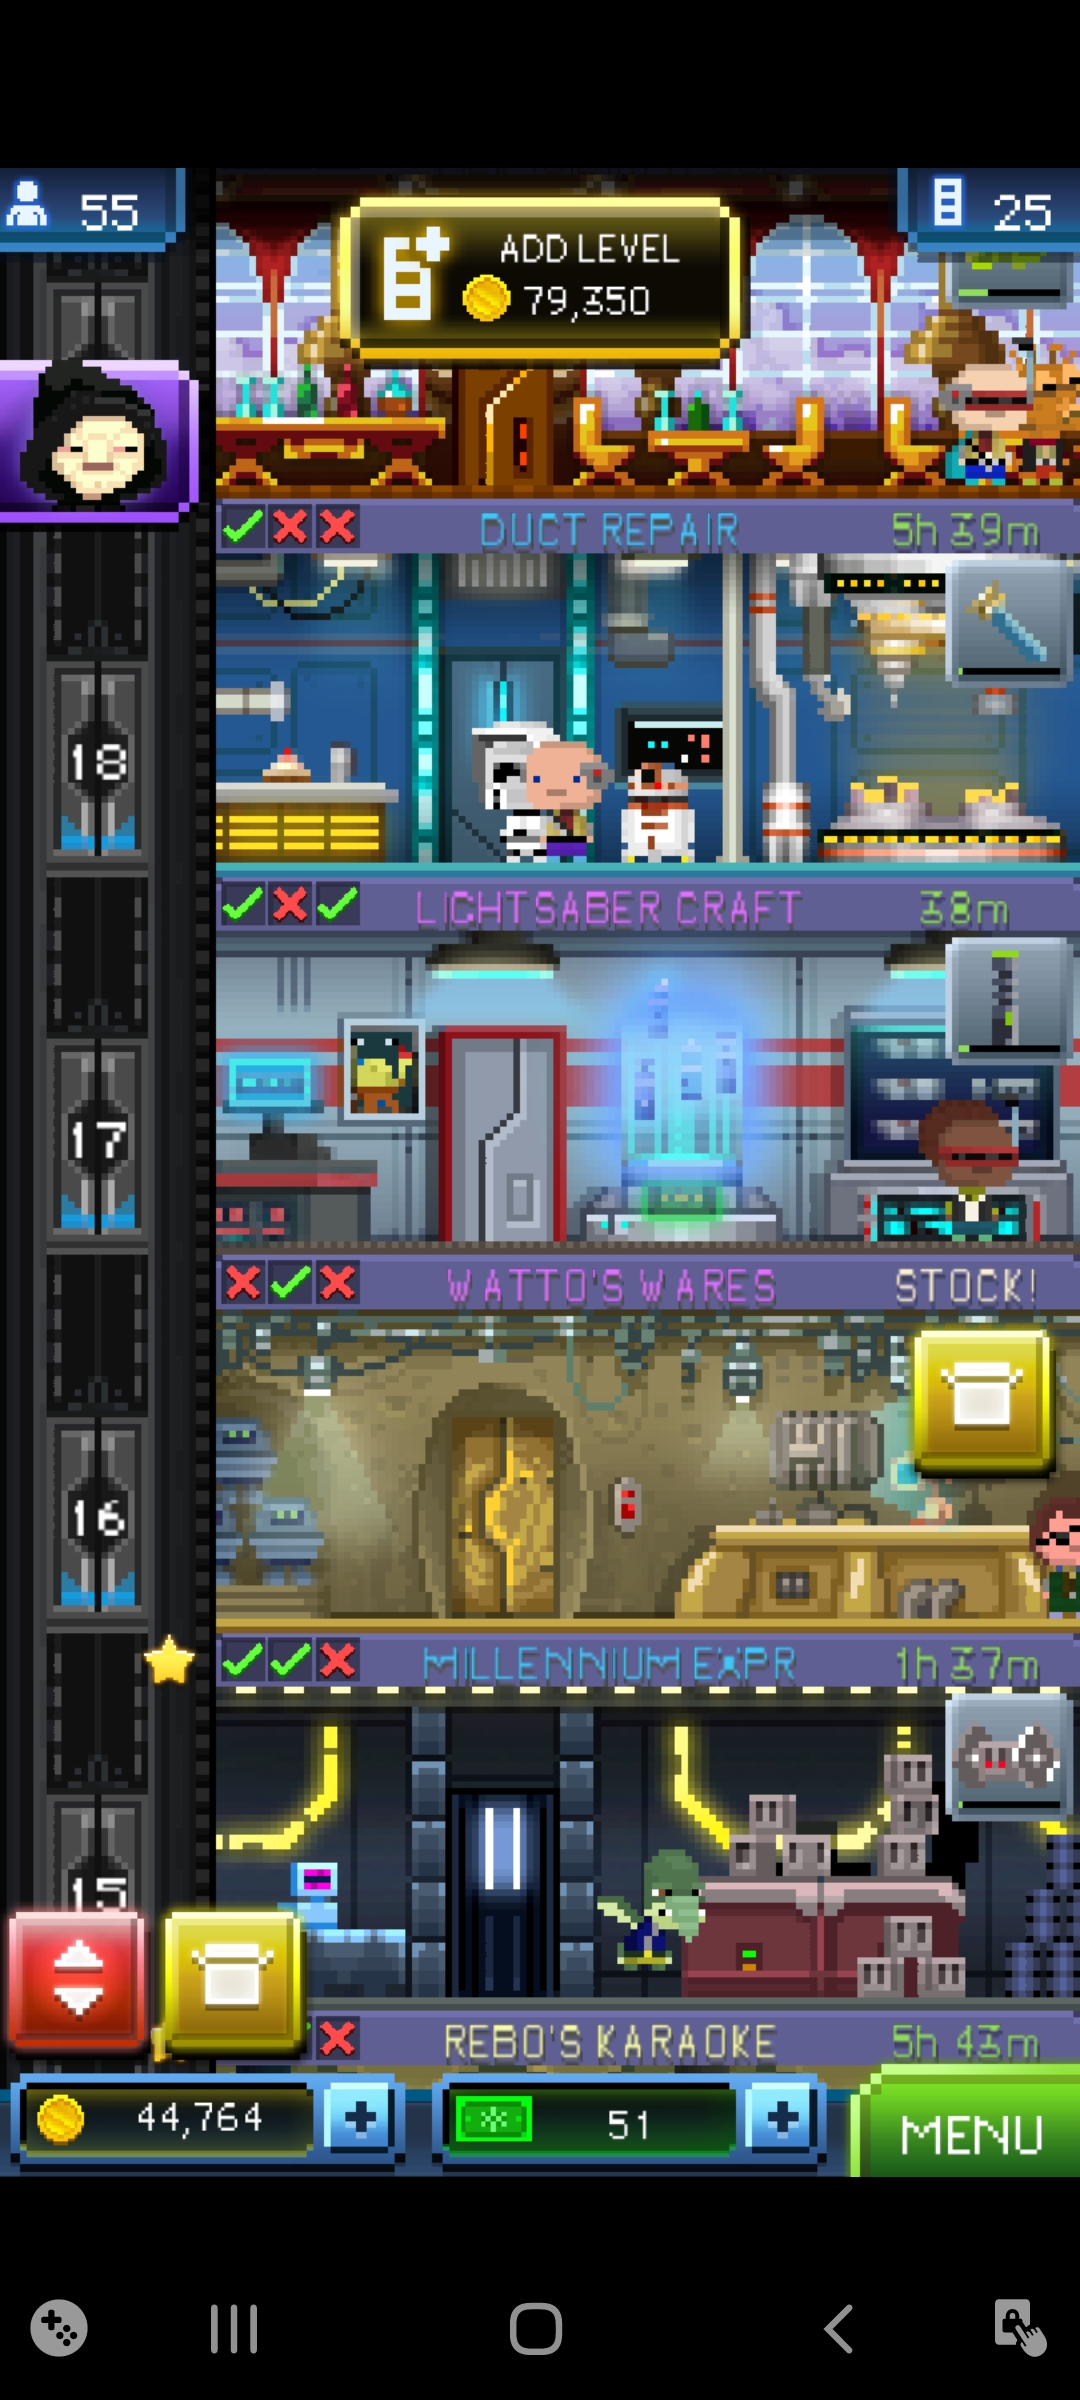 55
25
ADD LEVEL
79,350
DUCT REPAIR 5h 39m
18
LIGHTSABER CRAFT 38m
17
WATTO'S WARES STOCK!
16
MILLENNIUM EXPR 1h 37m
15
REBO'S KARAOKE 5h 43m
44,764
51
MENU